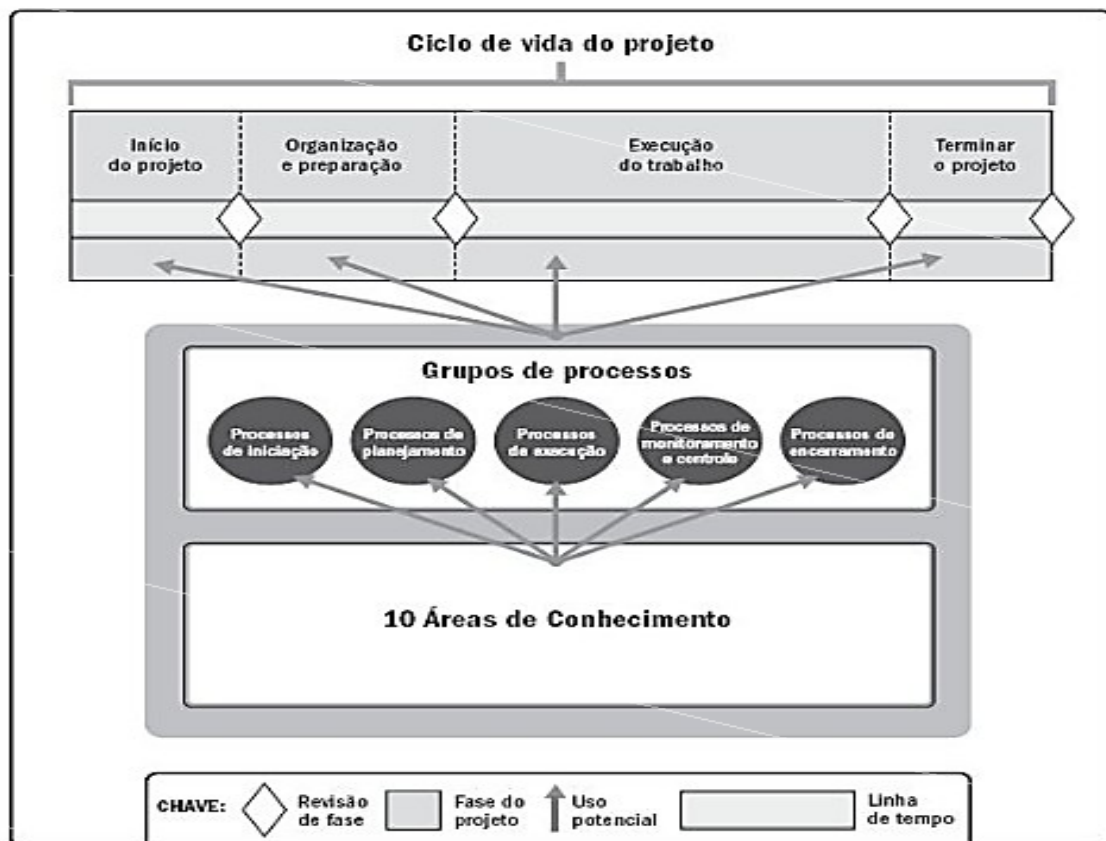 Ciclo de vida do projeto
Início
do projeto
Organização
e preparação
Execução
do trabalho
Terminar
o projeto
Grupos de processos
Processos
de iniciação
Processos de
planejamento
Processos
de execução
Processos de
monitoramento
e controle
Processos de
encerramento
10 Áreas de Conhecimento
CHAVE:
Revisão
de fase
Fase do
projeto
Uso
potencial
Linha
de tempo